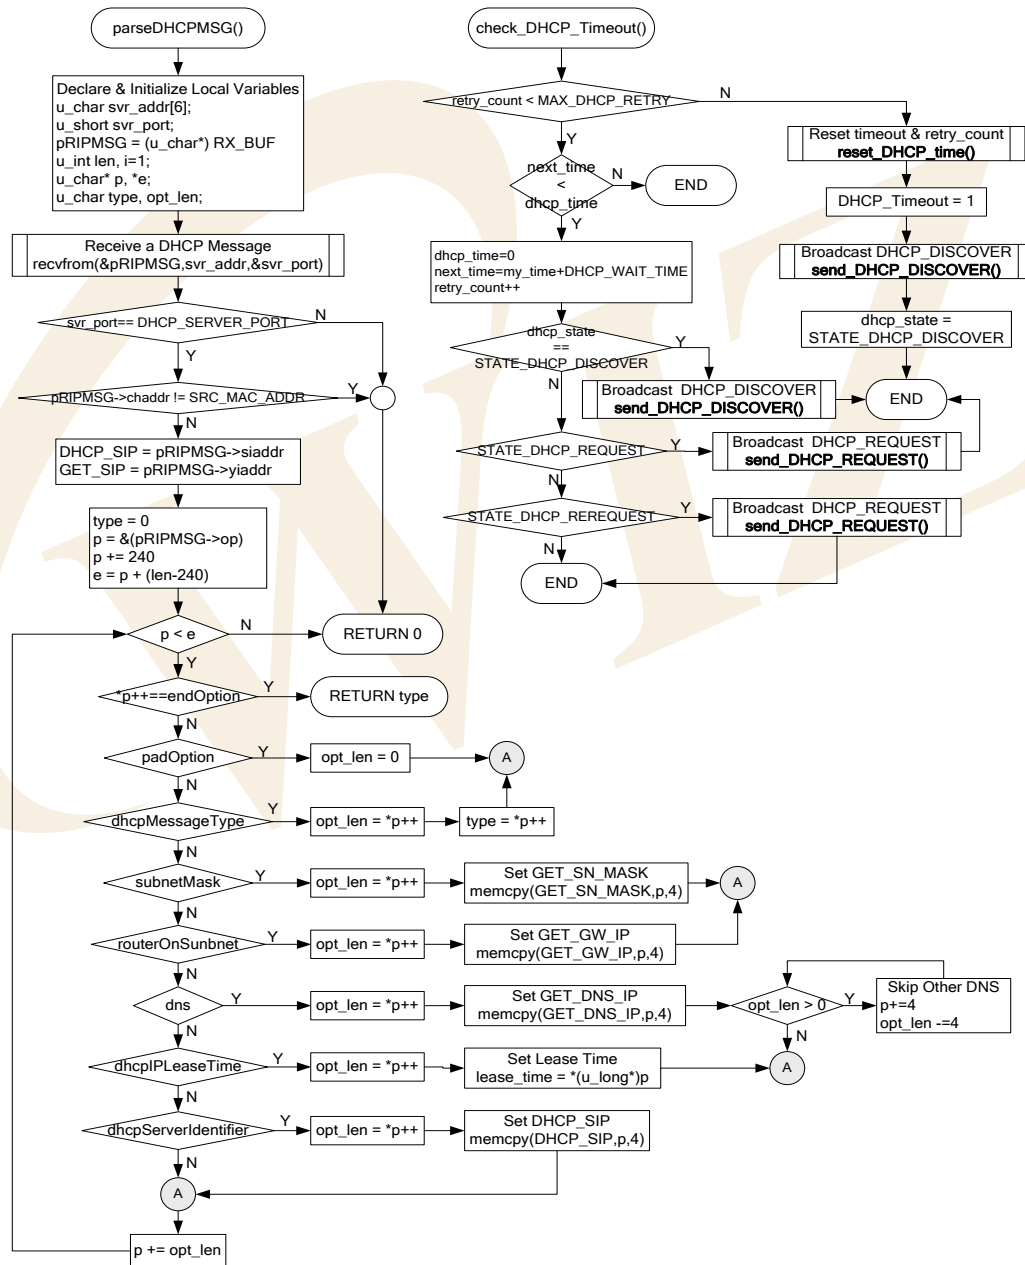 parseDHCPMSG()
Declare & Initialize Local Variables
u_char svr_addr[6];
u_short svr_port;
pRIPMSG = (u_char*) RX_BUF
u_int len, i=1;
u_char* p, *e;
u_char type, opt_len;
Receive a DHCP Message
recvfrom(&pRIPMSG,svr_addr,&svr_port)
svr_port== DHCP_SERVER_PORT
N
Y
pRIPMSG->chaddr != SRC_MAC_ADDR
Y
N
DHCP_SIP = pRIPMSG->siaddr
GET_SIP = pRIPMSG->yiaddr
type = 0
p = &(pRIPMSG->op)
p += 240
e = p + (len-240)
p < e
N
RETURN 0
Y
*p++==endOption
Y
RETURN type
N
padOption
Y
opt_len = 0
A
N
dhcpMessageType
Y
opt_len = *p++
type = *p++
N
subnetMask
Y
opt_len = *p++
Set GET_SN_MASK
memcpy(GET_SN_MASK,p,4)
A
N
routerOnSunbnet
Y
opt_len = *p++
Set GET_GW_IP
memcpy(GET_GW_IP,p,4)
N
dns
Y
opt_len = *p++
Set GET_DNS_IP
memcpy(GET_DNS_IP,p,4)
opt_len > 0
Y
Skip Other DNS
p+=4
opt_len -=4
N
N
dhcpIPLeaseTime
Y
opt_len = *p++
Set Lease Time
lease_time = *(u_long*)p
A
N
dhcpServerIdentifier
Y
opt_len = *p++
Set DHCP_SIP
memcpy(DHCP_SIP,p,4)
N
A
p += opt_len
check_DHCP_Timeout()
retry_count < MAX_DHCP_RETRY
N
Y
Reset timeout & retry_count
reset_DHCP_time()
next_time
<
dhcp_time
N
END
Y
DHCP_Timeout = 1
dhcp_time=0
next_time=my_time+DHCP_WAIT_TIME
retry_count++
Broadcast DHCP_DISCOVER
send_DHCP_DISCOVER()
dhcp_state =
STATE_DHCP_DISCOVER
dhcp_state
==
STATE_DHCP_DISCOVER
Y
N
Broadcast DHCP_DISCOVER
send_DHCP_DISCOVER()
END
STATE_DHCP_REQUEST
Y
Broadcast DHCP_REQUEST
send_DHCP_REQUEST()
N
STATE_DHCP_REREQUEST
Y
Broadcast DHCP_REQUEST
send_DHCP_REQUEST()
N
END